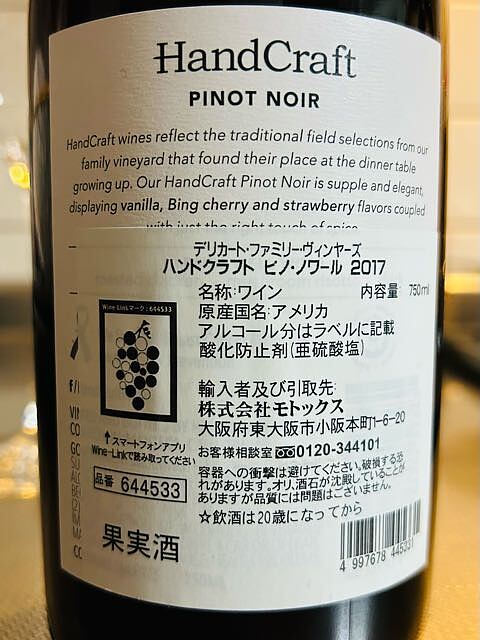 HandCraft
PINOT NOIR
HandCraft wines reflect the traditional field selections from our
family vineyard that found their place at the dinner table
growing up. Our HandCraft Pinot Noir is supple and elegant,
displaying vanilla, Bing cherry and strawberry flavors coupled
with just the right touch of spice
デリカート・ファミリー・ヴィンヤーズ
ハンドクラフト ピノ・ノワール 2017
名称:ワイン 内容量: 750ml
原産国名:アメリカ
アルコール分はラベルに記載
酸化防止剤(亜硫酸塩)
Wine-Linkマーク:644533
輸入者及び引取先:
株式会社モトックス
大阪府東大阪市小阪本町1-6-20
お客様相談室 0120-344101
↑スマートフォンアプリ
Wine-Linkで読み取ってください
品番 644533
容器への衝撃は避けてください。破損する恐
れがあります。オリ、酒石が沈殿していることが
ありますが品質には問題はございません。
☆飲酒は20歳になってから
果実酒
4 997678 445331